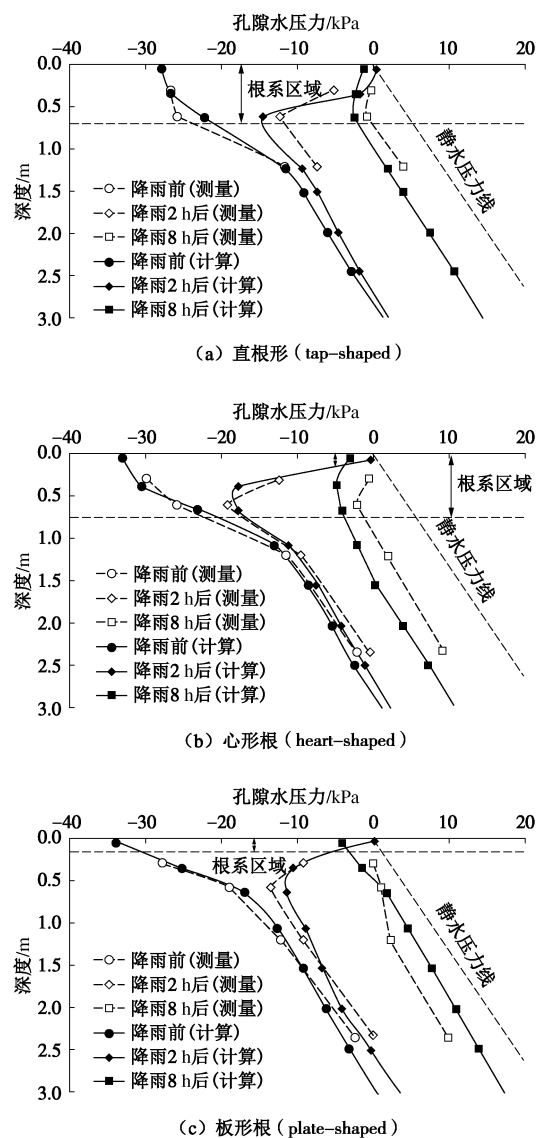 孔隙水压力/kPa
−40 −30 −20 −10 0 10 20
0.0
0.5
1.0
1.5
2.0
2.5
3.0
深度/m
根系区域
静水压力线
降雨前(测量)
降雨2 h后(测量)
降雨8 h后(测量)
降雨前(计算)
降雨2 h后(计算)
降雨8 h后(计算)
（a）直根形（tap-shaped）
孔隙水压力/kPa
−40 −30 −20 −10 0 10 20
0.0
0.5
1.0
1.5
2.0
2.5
3.0
深度/m
根系区域
静水压力线
降雨前(测量)
降雨2 h后(测量)
降雨8 h后(测量)
降雨前(计算)
降雨2 h后(计算)
降雨8 h后(计算)
（b）心形根（heart-shaped）
孔隙水压力/kPa
−40 −30 −20 −10 0 10 20
0.0
0.5
1.0
1.5
2.0
2.5
3.0
深度/m
根系区域
静水压力线
降雨前(测量)
降雨2 h后(测量)
降雨8 h后(测量)
降雨前(计算)
降雨2 h后(计算)
降雨8 h后(计算)
（c）板形根（plate-shaped）